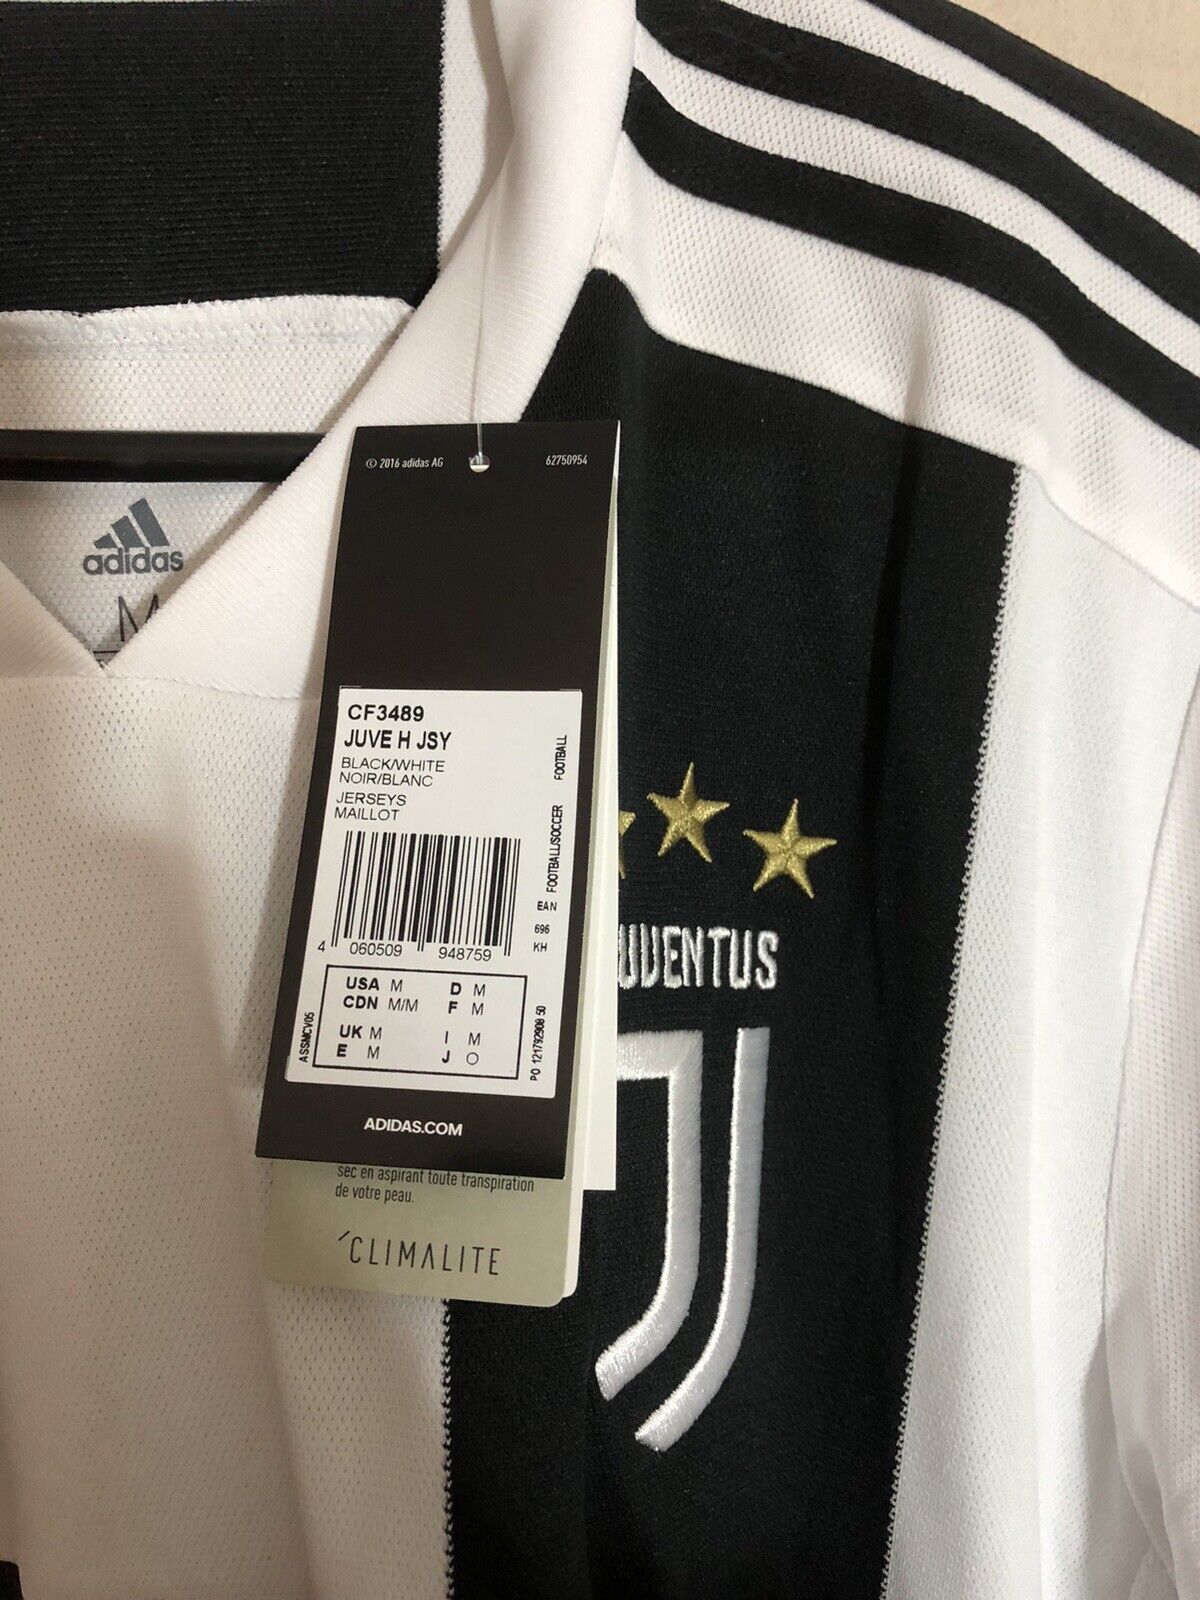 © 2016 adidas AG
62750954
adidas
M
CF3489
JUVE H JSY
BLACK/WHITE
NOIR/BLANC
JERSEYS
MAILLOT
FOOTBALL
FOOTBALL/SOCCER
EAN
696
KH
4 060509 948759
USA M D M
CDN M/M F M
UK M I M
E M J O
ASSMCV05
PO 121792908 50
ADIDAS.COM
sec en aspirant toute transpiration
de votre peau.
CLIMALITE
UVENTUS